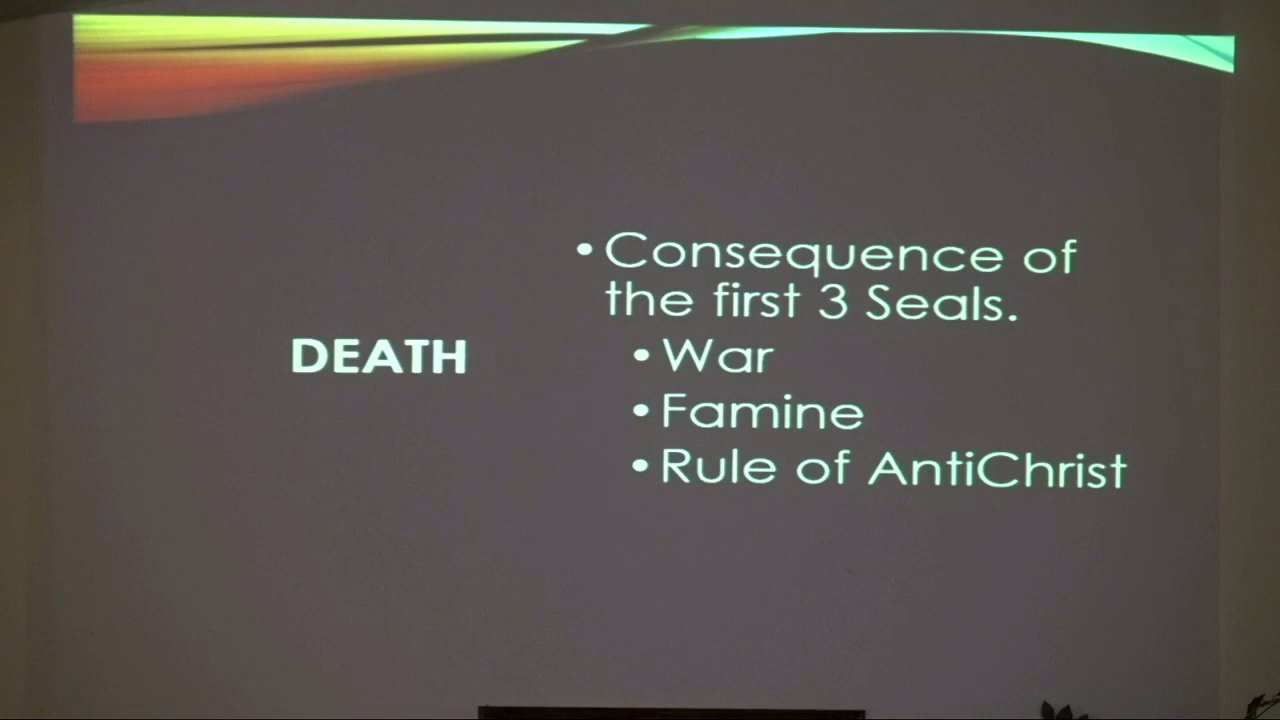 DEATH
• Consequence of
the first 3 Seals.
• War
• Famine
• Rule of AntiChrist